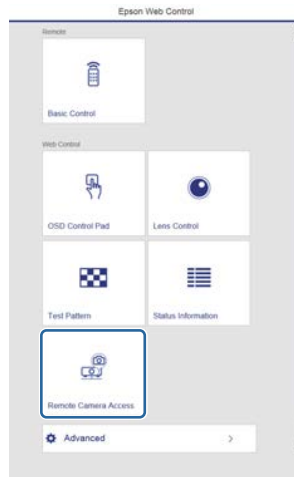 Epson Web Control
Remote
Basic Control
Web Control
OSD Control Pad
Lens Control
Test Pattern
Status Information
Remote Camera Access
Advanced